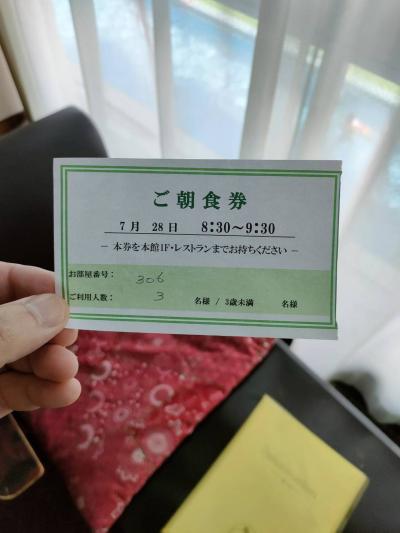 ご朝食券
7月 28日 8:30～9:30
－ 本券を本館1F・レストランまでお持ちください －
お部屋番号： 306
ご利用人数： 3 名様 / 3歳未満 名様